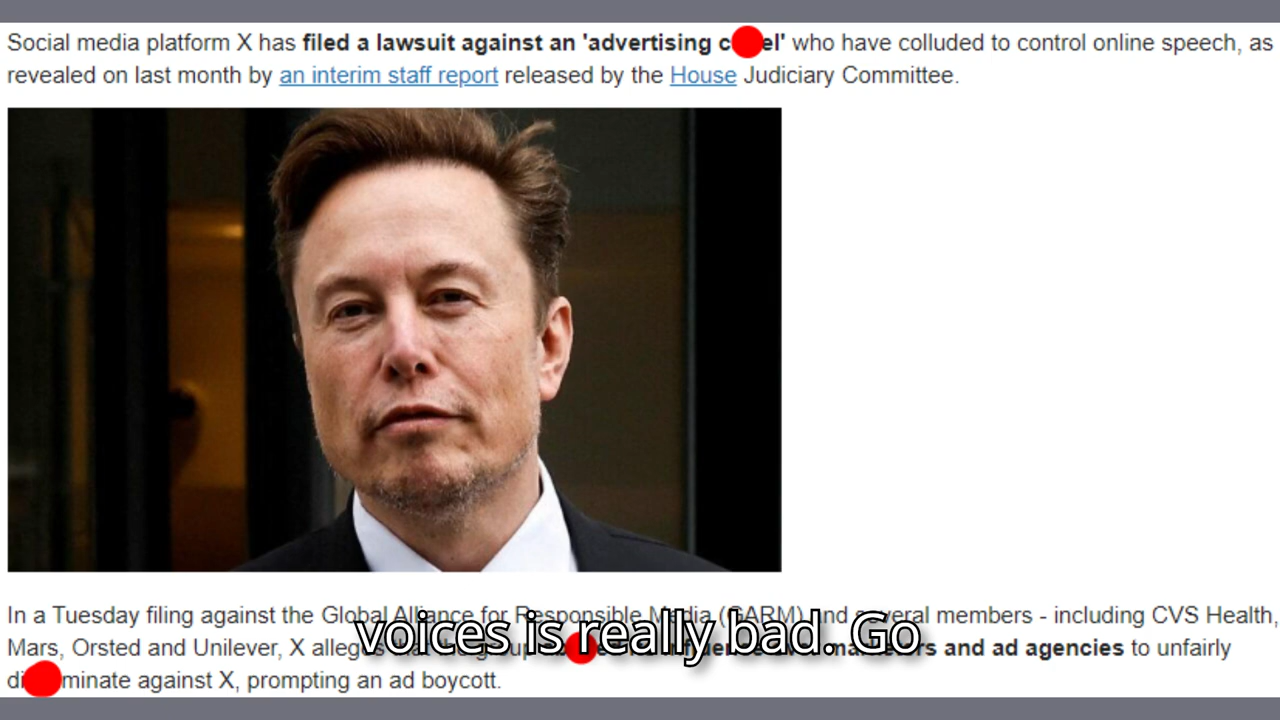 Social media platform X has filed a lawsuit against an 'advertising c el' who have colluded to control online speech, as
revealed on last month by an interim staff report released by the House Judiciary Committee.
In a Tuesday filing against the Global Alliance for Responsible Media (GARM) and several members - including CVS Health,
voices is really bad. Go
Mars, Orsted and Unilever, X alleges that marketers and ad agencies to unfairly
di minate against X, prompting an ad boycott.